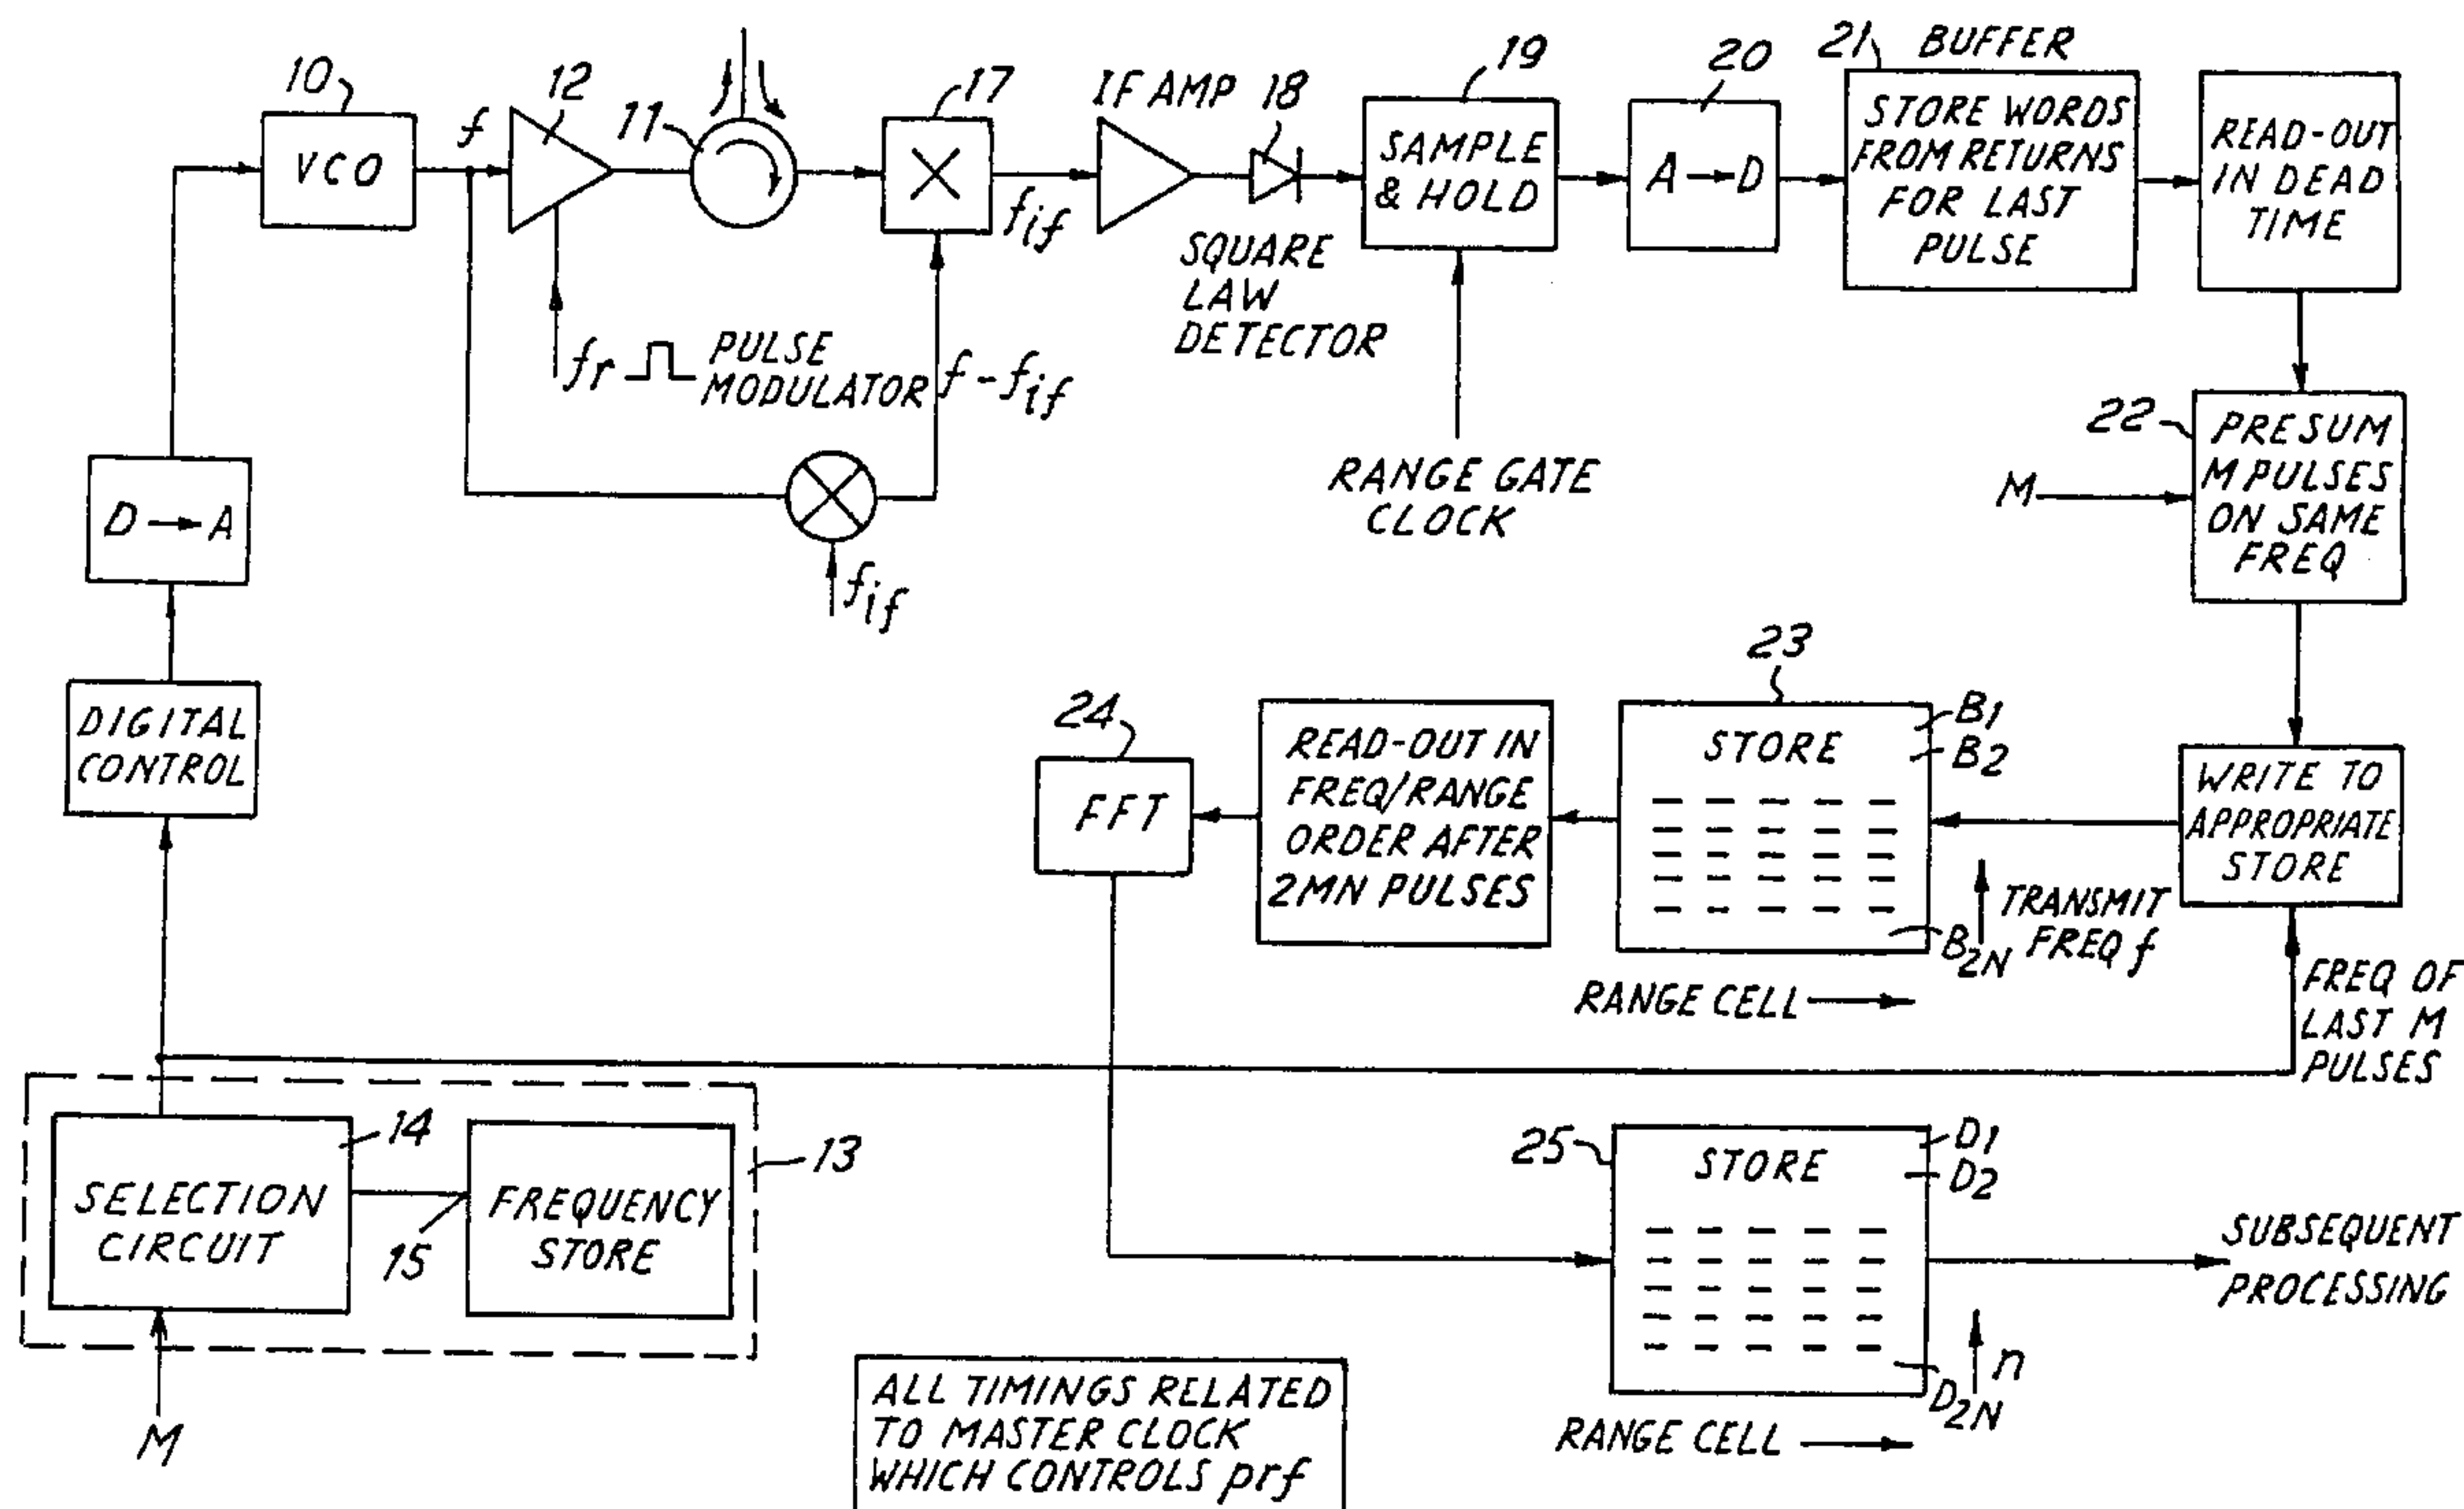 10
VCO
f
12
11
17
f_if
IF AMP
18
SQUARE
LAW
DETECTOR
19
SAMPLE
& HOLD
20
A → D
21
BUFFER
STORE WORDS
FROM RETURNS
FOR LAST
PULSE
READ-OUT
IN DEAD
TIME
fr
PULSE
MODULATOR
f - f_if
f_if
RANGE GATE
CLOCK
22
M
PRESUM
M PULSES
ON SAME
FREQ
D → A
DIGITAL
CONTROL
24
FFT
READ-OUT IN
FREQ/RANGE
ORDER AFTER
2MN PULSES
23
STORE
B1
B2
B2N
TRANSMIT
FREQ f
RANGE CELL →
WRITE TO
APPROPRIATE
STORE
FREQ OF
LAST M
PULSES
14
SELECTION
CIRCUIT
15
FREQUENCY
STORE
13
M
25
STORE
D1
D2
D2N
n
RANGE CELL →
SUBSEQUENT
PROCESSING
ALL TIMINGS RELATED
TO MASTER CLOCK
WHICH CONTROLS prf